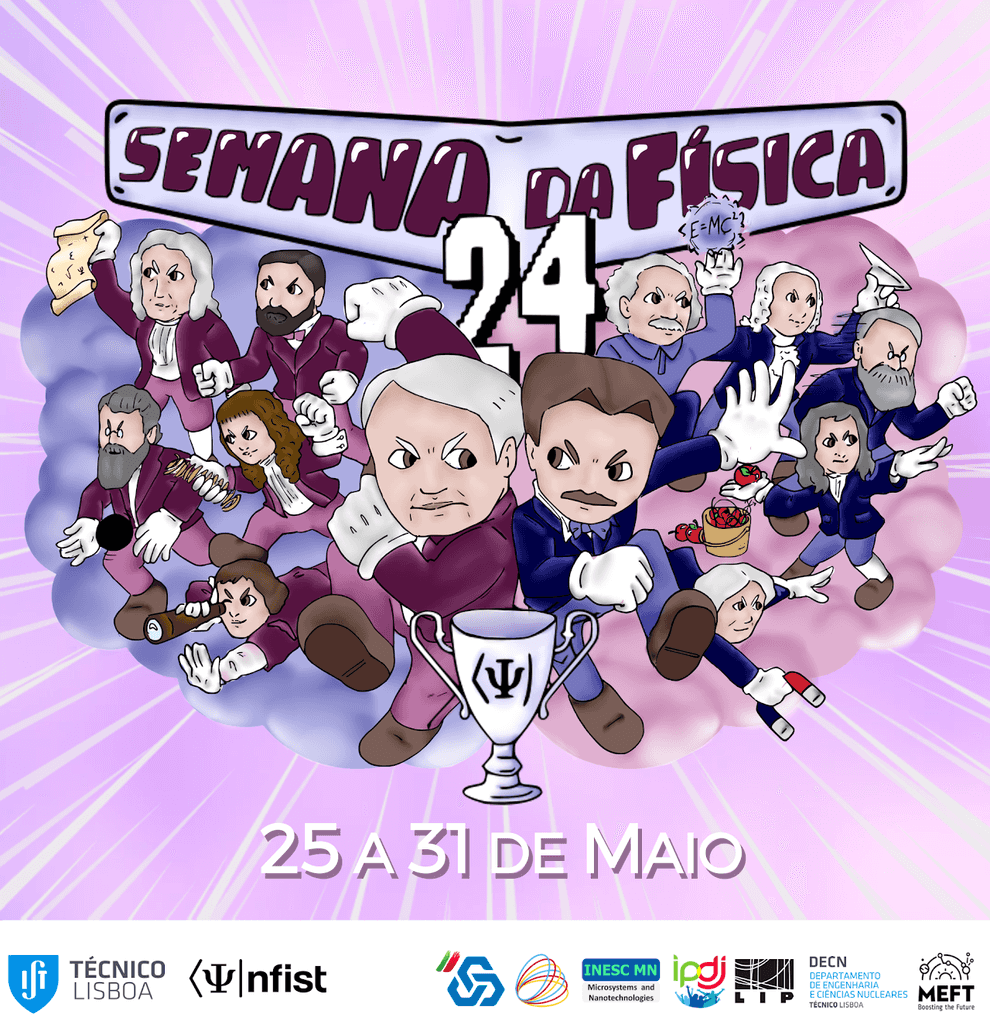 SEMANA DA FÍSICA
24
E=MC²
⟨Ψ⟩
25 A 31 DE MAIO
TÉCNICO
LISBOA
⟨Ψ|nfist
INESC MN
Microsystems and
Nanotechnologies
ipdj
LIP
DECN
DEPARTAMENTO
DE ENGENHARIA
E CIÊNCIAS NUCLEARES
TÉCNICO LISBOA
MEFT
Boosting the Future